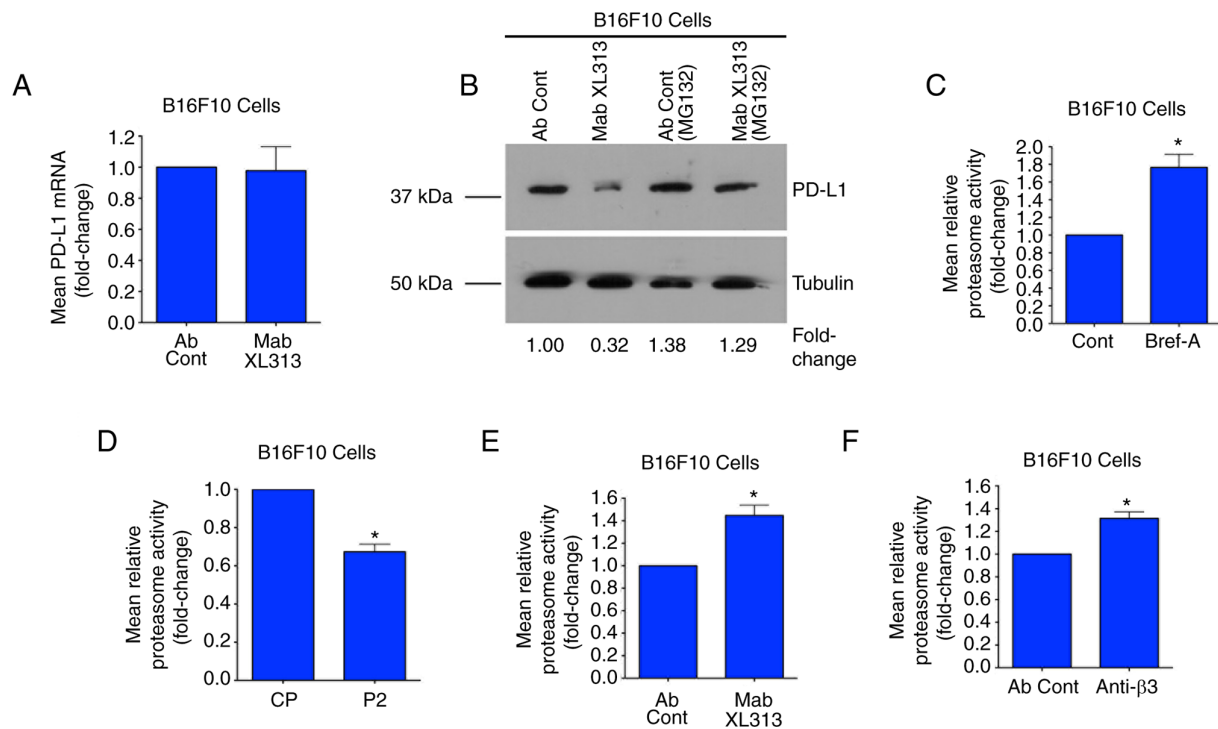 A
B16F10 Cells
Mean PD-L1 mRNA
(fold-change)
1.2
1.0
0.8
0.6
0.4
0.2
0.0
Ab
Cont
Mab
XL313
B
B16F10 Cells
Ab Cont
Mab XL313
Ab Cont
(MG132)
Mab XL313
(MG132)
37 kDa
PD-L1
50 kDa
Tubulin
1.00 0.32 1.38 1.29
Fold-
change
C
B16F10 Cells
Mean relative
proteasome activity
(fold-change)
2.0
1.8
1.6
1.4
1.2
1.0
0.8
0.6
0.4
0.2
0.0
*
Cont Bref-A
D
B16F10 Cells
Mean relative
proteasome activity
(fold-change)
1.0
0.8
0.6
0.6
0.2
0.0
*
CP P2
E
B16F10 Cells
Mean relative
proteasome activity
(fold-change)
1.6
1.4
1.2
1.0
0.8
0.6
0.4
0.2
0.0
*
Ab
Cont
Mab
XL313
F
B16F10 Cells
Mean relative
proteasome activity
(fold-change)
1.6
1.4
1.2
1.0
0.8
0.6
0.4
0.2
0.0
*
Ab Cont Anti-β3